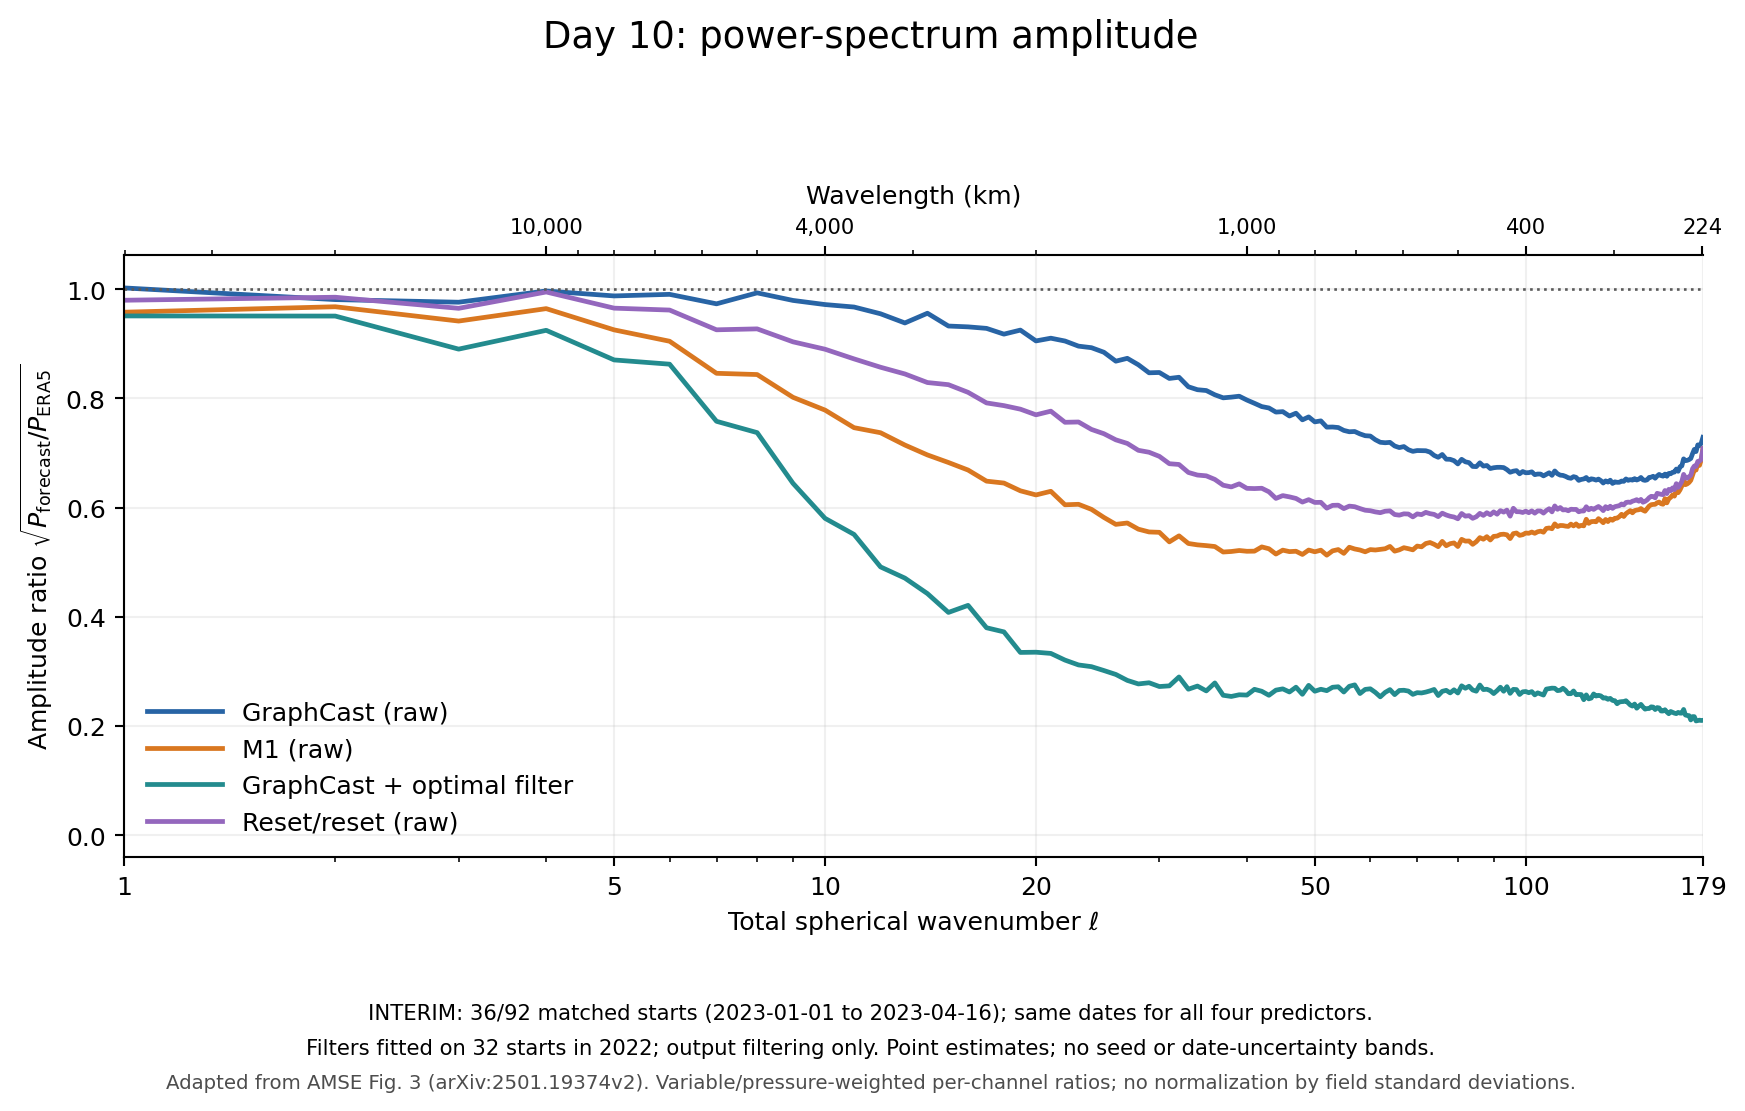 Day 10: power-spectrum amplitude
Wavelength (km)
10,000 4,000 1,000 400 224
Amplitude ratio √P_forecast/P_ERA5
1.0
0.8
0.6
0.4
0.2
0.0
GraphCast (raw)
M1 (raw)
GraphCast + optimal filter
Reset/reset (raw)
1 5 10 20 50 100 179
Total spherical wavenumber ℓ
INTERIM: 36/92 matched starts (2023-01-01 to 2023-04-16); same dates for all four predictors.
Filters fitted on 32 starts in 2022; output filtering only. Point estimates; no seed or date-uncertainty bands.
Adapted from AMSE Fig. 3 (arXiv:2501.19374v2). Variable/pressure-weighted per-channel ratios; no normalization by field standard deviations.